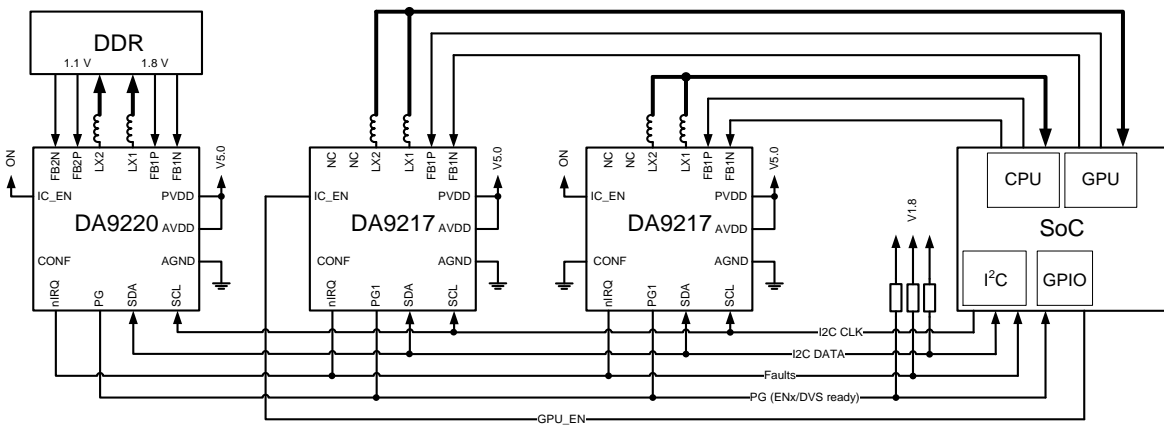 DDR
1.1 V 1.8 V
ON
FB2N FB2P LX2 LX1 FB1P FB1N
V5.0
IC_EN
PVDD
DA9220
AVDD
CONF
AGND
nIRQ PG SDA SCL
NC NC LX2 LX1 FB1P FB1N
V5.0
IC_EN
PVDD
DA9217
AVDD
CONF
AGND
nIRQ PG1 SDA SCL
ON
NC NC LX2 LX1 FB1P FB1N
V5.0
IC_EN
PVDD
DA9217
AVDD
CONF
AGND
nIRQ PG1 SDA SCL
V1.8
CPU GPU
SoC
I²C GPIO
I2C CLK
I2C DATA
Faults
PG (ENx/DVS ready)
GPU_EN